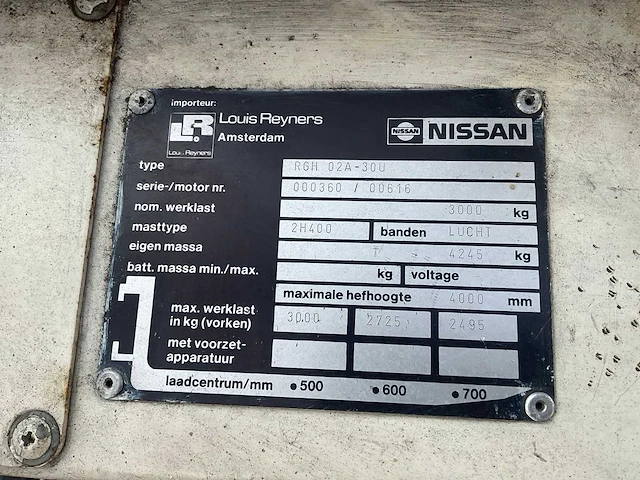 importeur:
LR
Louis Reyners
Louis Reyners
Amsterdam
NISSAN
NISSAN
type RGH 02A-30U
serie-/motor nr. 000360 / 00616
nom. werklast 3000 kg
masttype 2H400 banden LUCHT
eigen massa 4245 kg
batt. massa min./max. kg voltage
maximale hefhoogte 4000 mm
max. werklast
in kg (vorken) 3000 2725 2495
met voorzet-
apparatuur
laadcentrum/mm •500 •600 •700